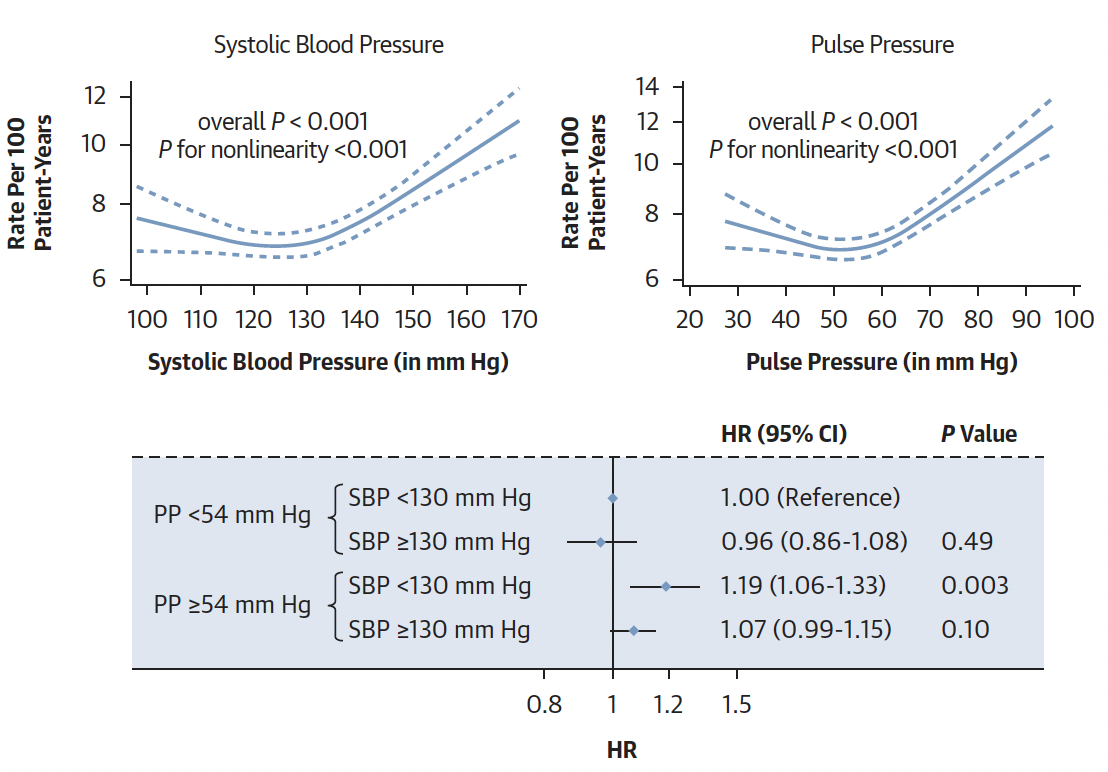 Systolic Blood Pressure
Rate Per 100
Patient-Years
12
10
8
6
overall P < 0.001
P for nonlinearity <0.001
100 110 120 130 140 150 160 170
Systolic Blood Pressure (in mm Hg)
Pulse Pressure
Rate Per 100
Patient-Years
14
12
10
8
6
overall P < 0.001
P for nonlinearity <0.001
20 30 40 50 60 70 80 90 100
Pulse Pressure (in mm Hg)
HR (95% CI) P Value
PP <54 mm Hg
SBP <130 mm Hg 1.00 (Reference)
SBP ≥130 mm Hg 0.96 (0.86-1.08) 0.49
PP ≥54 mm Hg
SBP <130 mm Hg 1.19 (1.06-1.33) 0.003
SBP ≥130 mm Hg 1.07 (0.99-1.15) 0.10
0.8 1 1.2 1.5
HR